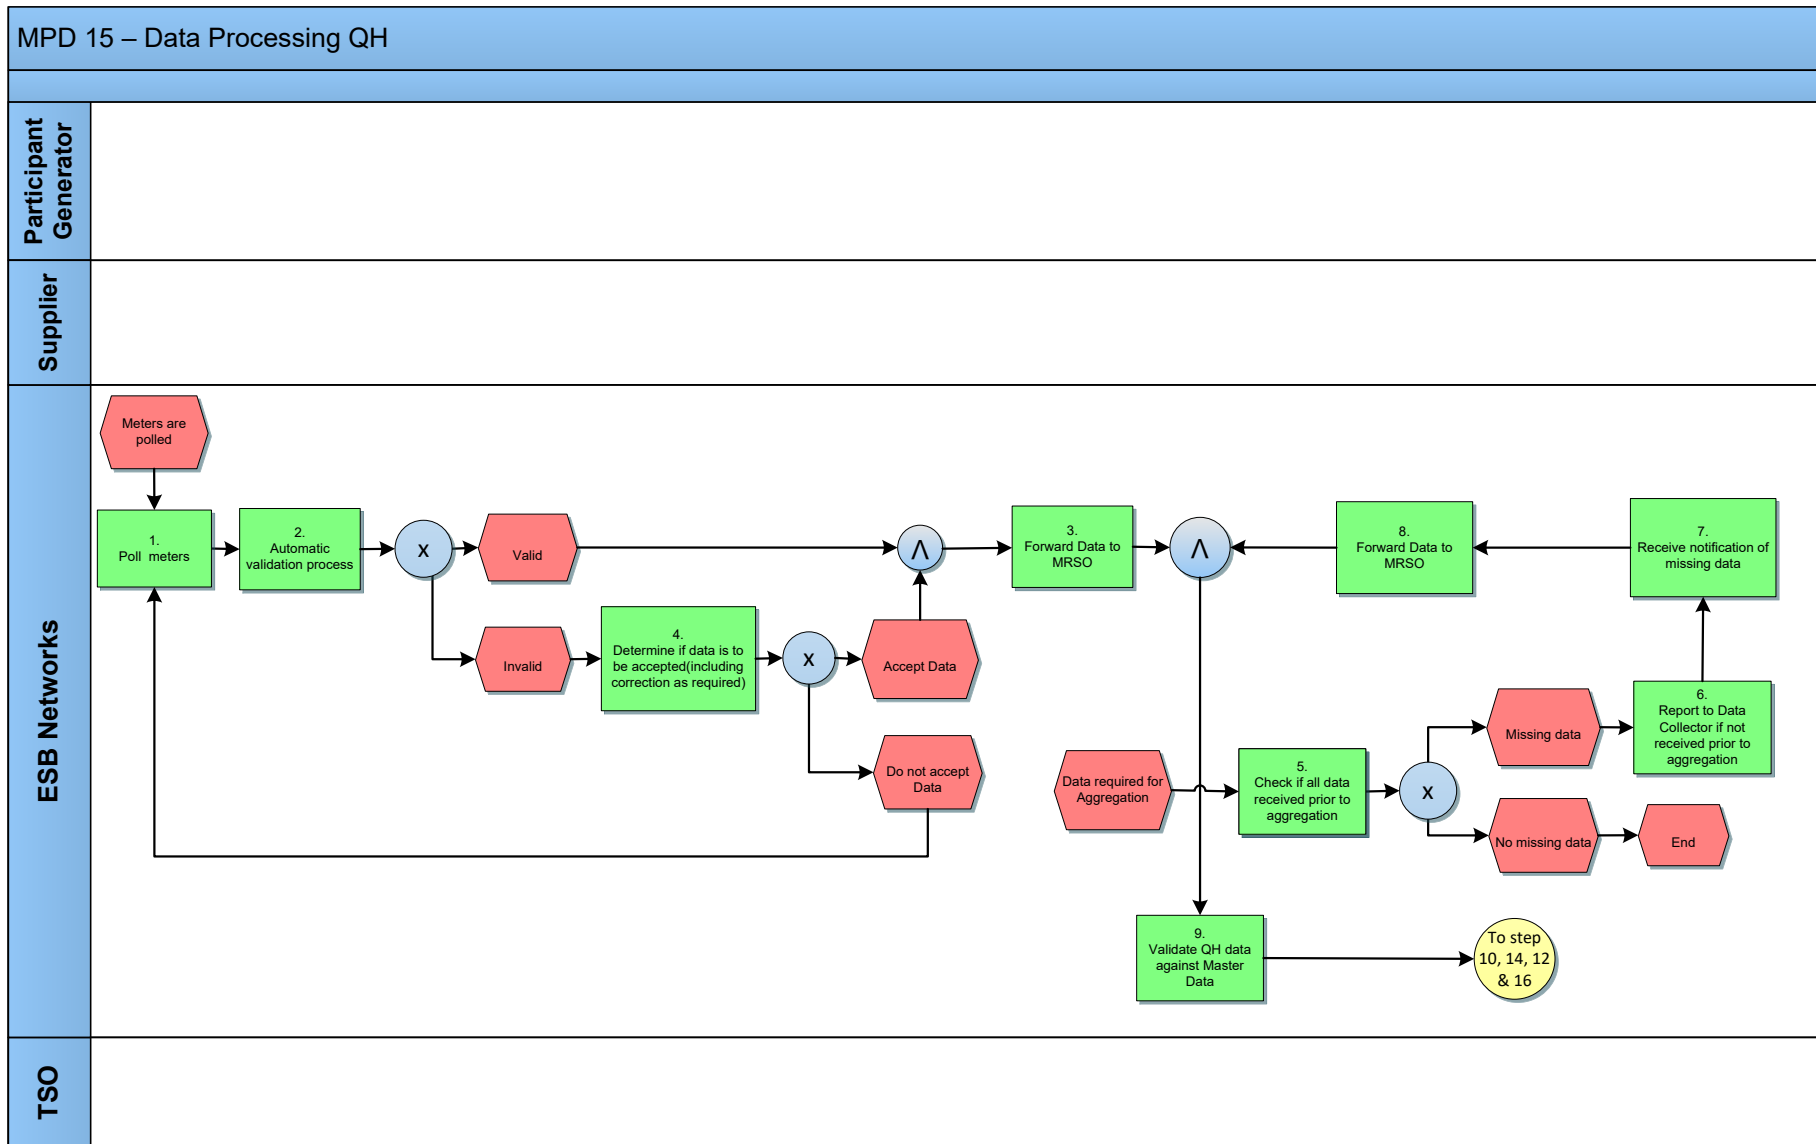 MPD 15 – Data Processing QH
Participant
Generator
Supplier
ESB Networks
TSO
Meters are
polled
1.
Poll meters
2.
Automatic
validation process
X
Valid
Invalid
4.
Determine if data is to
be accepted(including
correction as required)
X
Accept Data
Do not accept
Data
Λ
3.
Forward Data to
MRSO
Λ
8.
Forward Data to
MRSO
7.
Receive notification of
missing data
6.
Report to Data
Collector if not
received prior to
aggregation
Missing data
Data required for
Aggregation
5.
Check if all data
received prior to
aggregation
X
No missing data
End
9.
Validate QH data
against Master
Data
To step
10, 14, 12
& 16